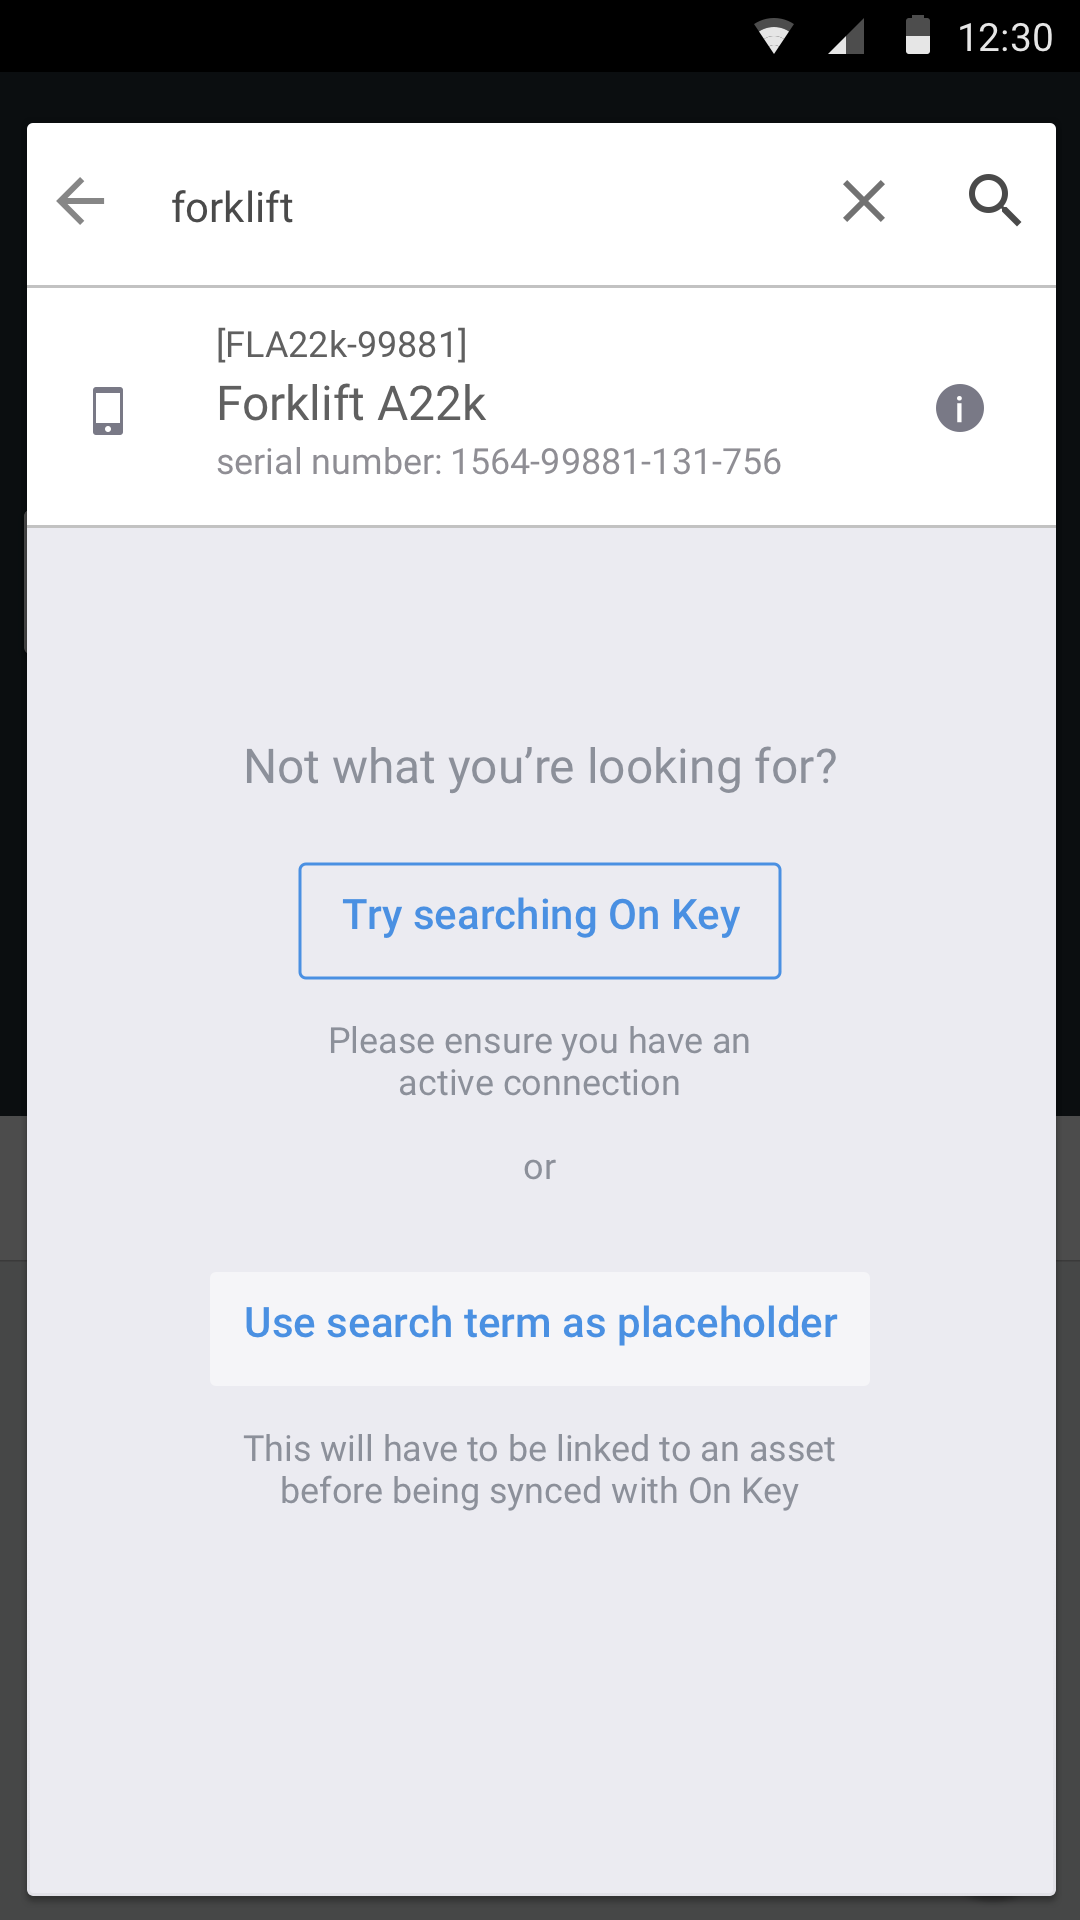 12:30
forklift
[FLA22k-99881]
Forklift A22k
serial number: 1564-99881-131-756
Not what you’re looking for?
Try searching On Key
Please ensure you have an
active connection
or
Use search term as placeholder
This will have to be linked to an asset
before being synced with On Key